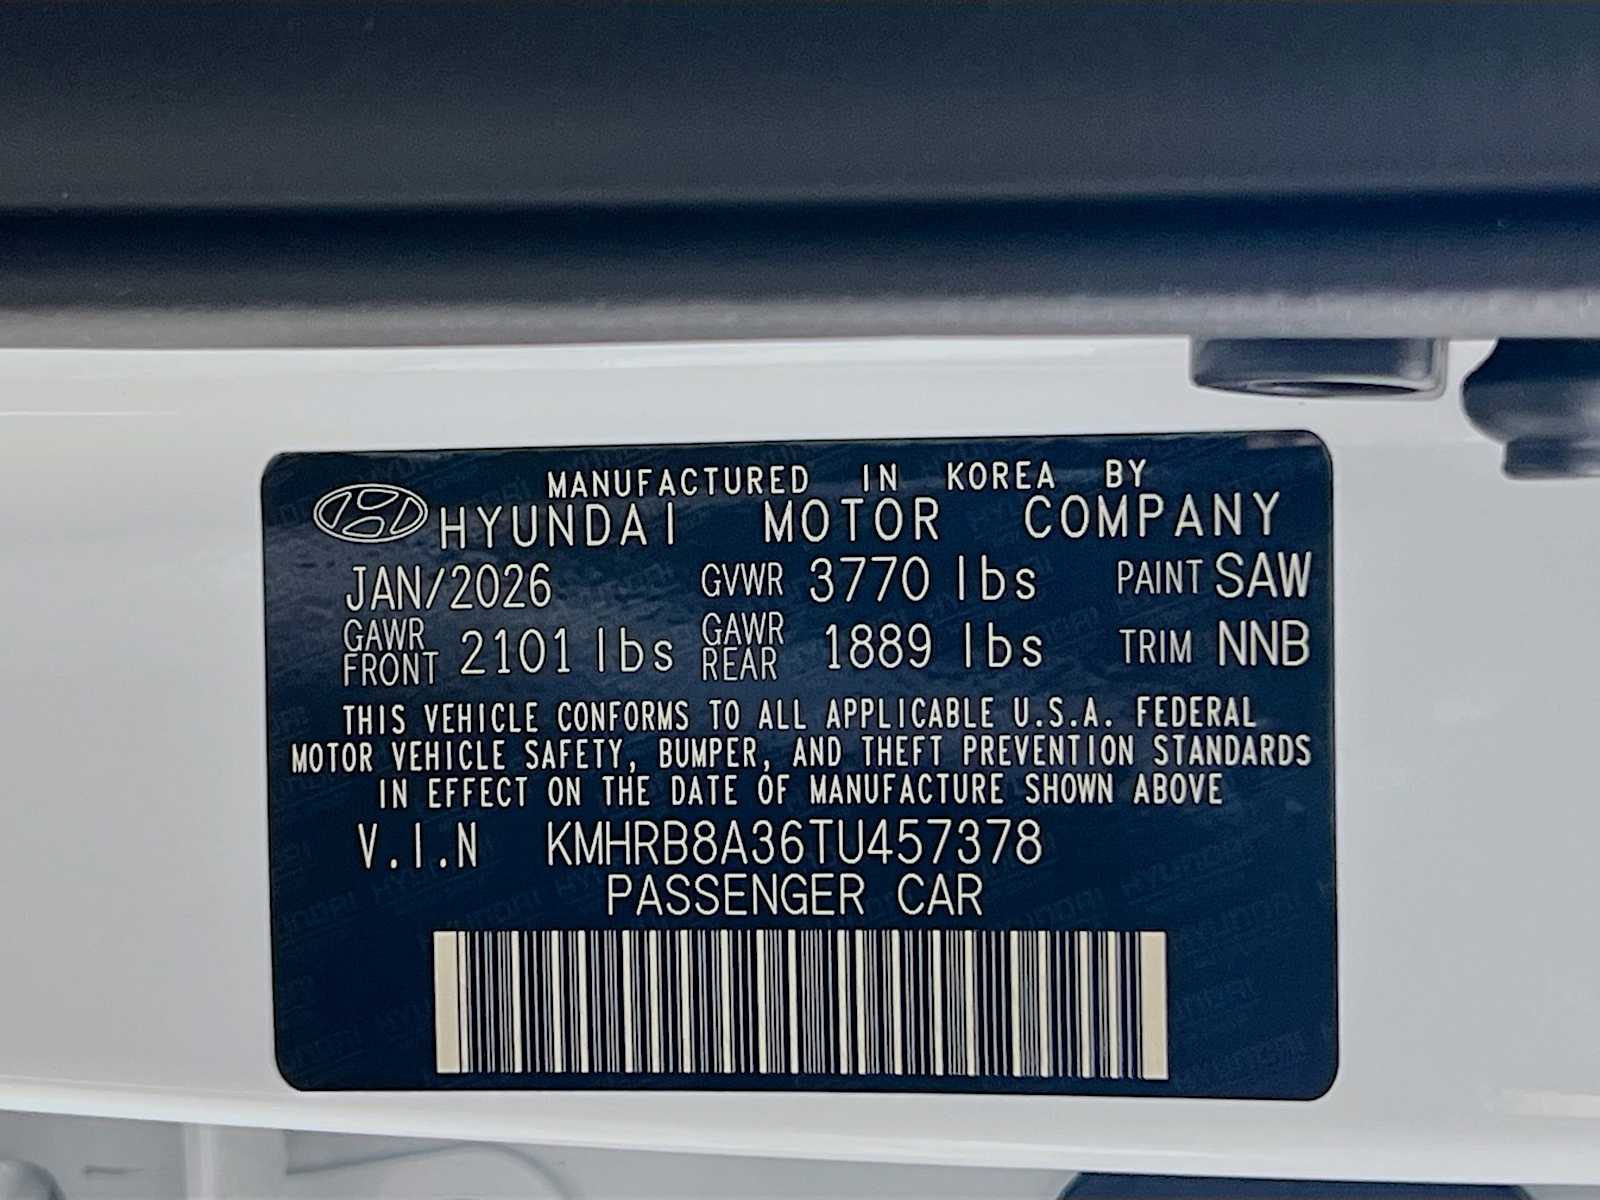 MANUFACTURED IN KOREA BY
HYUNDAI MOTOR COMPANY
JAN/2026 GVWR 3770 lbs PAINT SAW
GAWR FRONT 2101 lbs GAWR REAR 1889 lbs TRIM NNB
THIS VEHICLE CONFORMS TO ALL APPLICABLE U.S.A. FEDERAL
MOTOR VEHICLE SAFETY, BUMPER, AND THEFT PREVENTION STANDARDS
IN EFFECT ON THE DATE OF MANUFACTURE SHOWN ABOVE
V.I.N KMHRB8A36TU457378
PASSENGER CAR